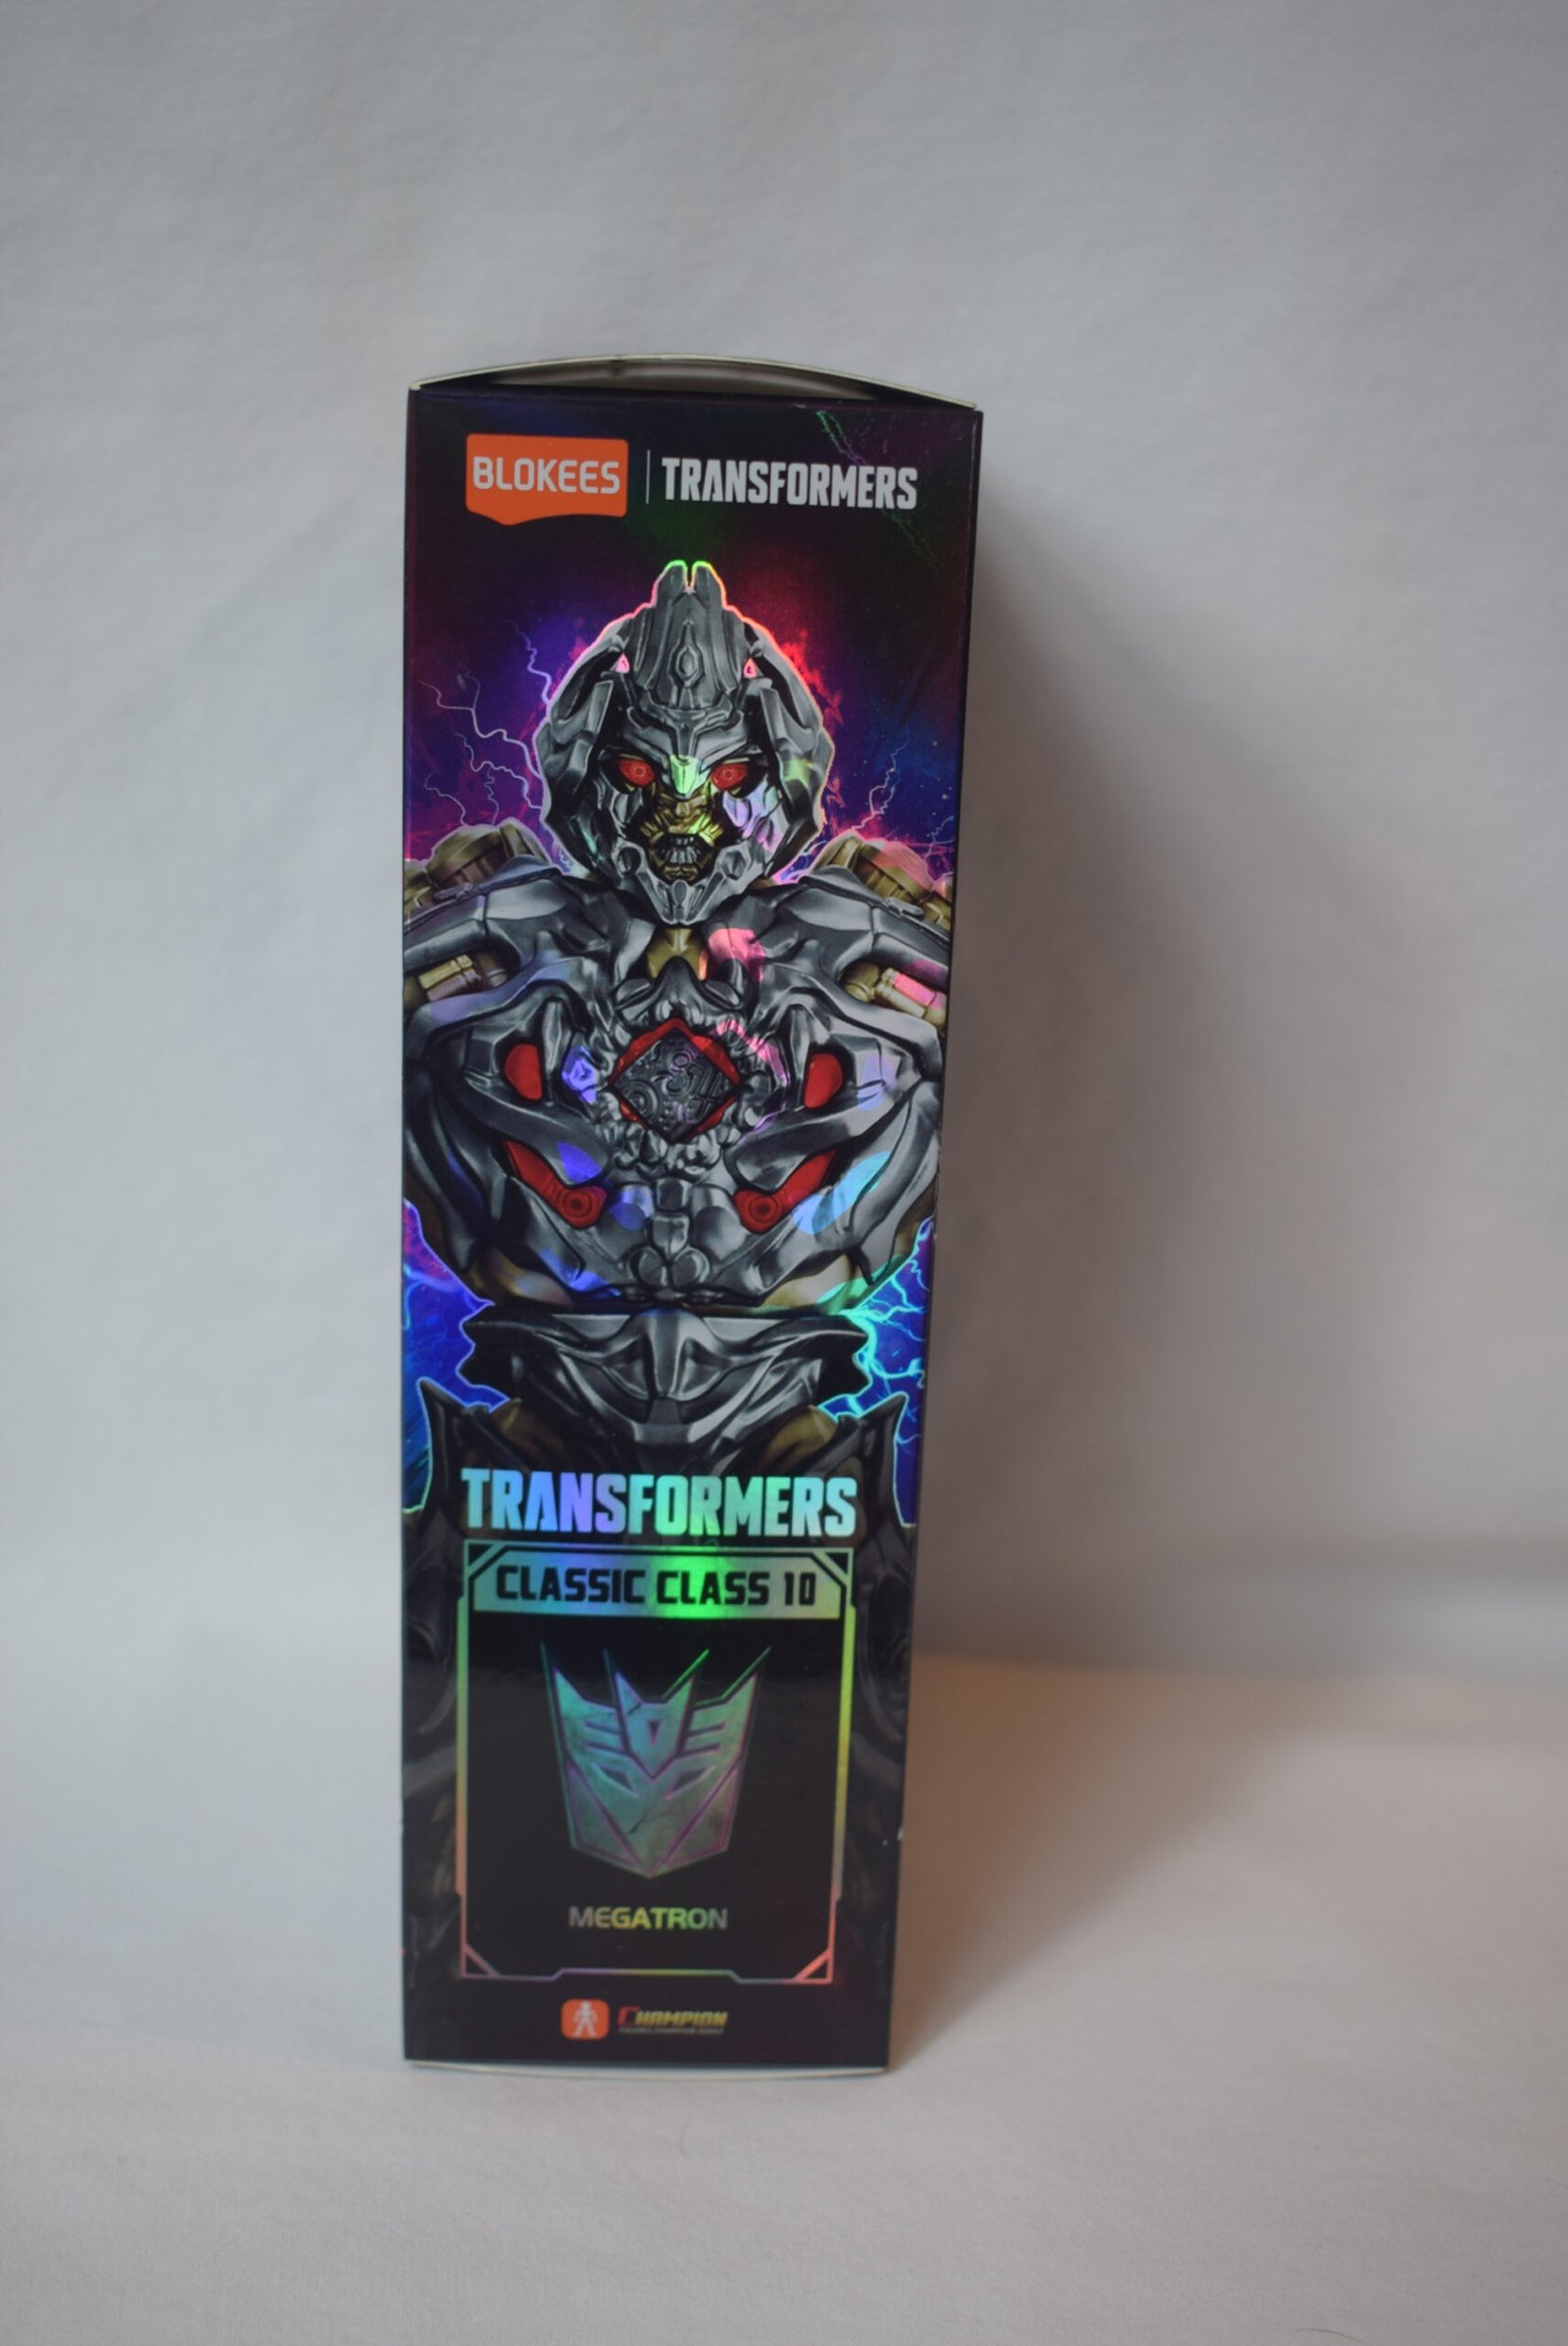 BLOKEES | TRANSFORMERS
TRANSFORMERS
CLASSIC CLASS 10
MEGATRON
CHAMPION